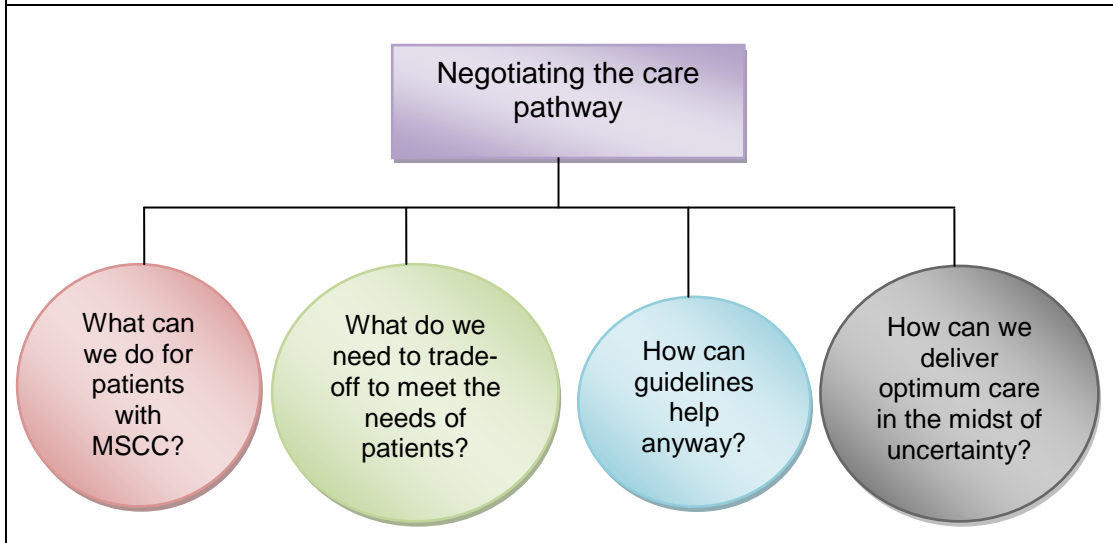 Negotiating the care
pathway
What can
we do for
patients
with
MSCC?
What do we
need to trade-
off to meet the
needs of
patients?
How can
guidelines
help
anyway?
How can we
deliver
optimum care
in the midst of
uncertainty?